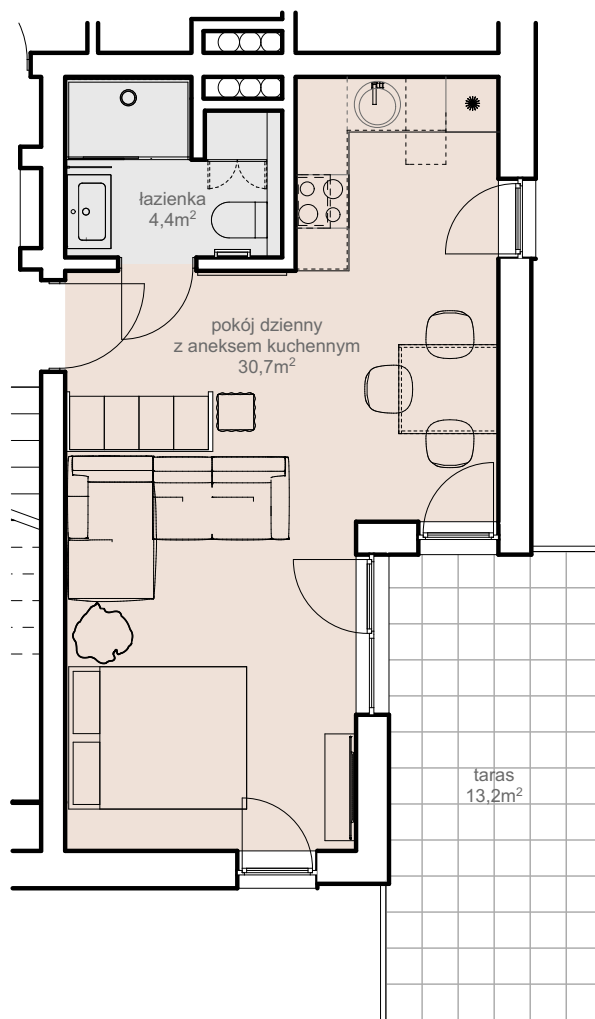 łazienka
4,4m²
pokój dzienny
z aneksem kuchennym
30,7m²
taras
13,2m²